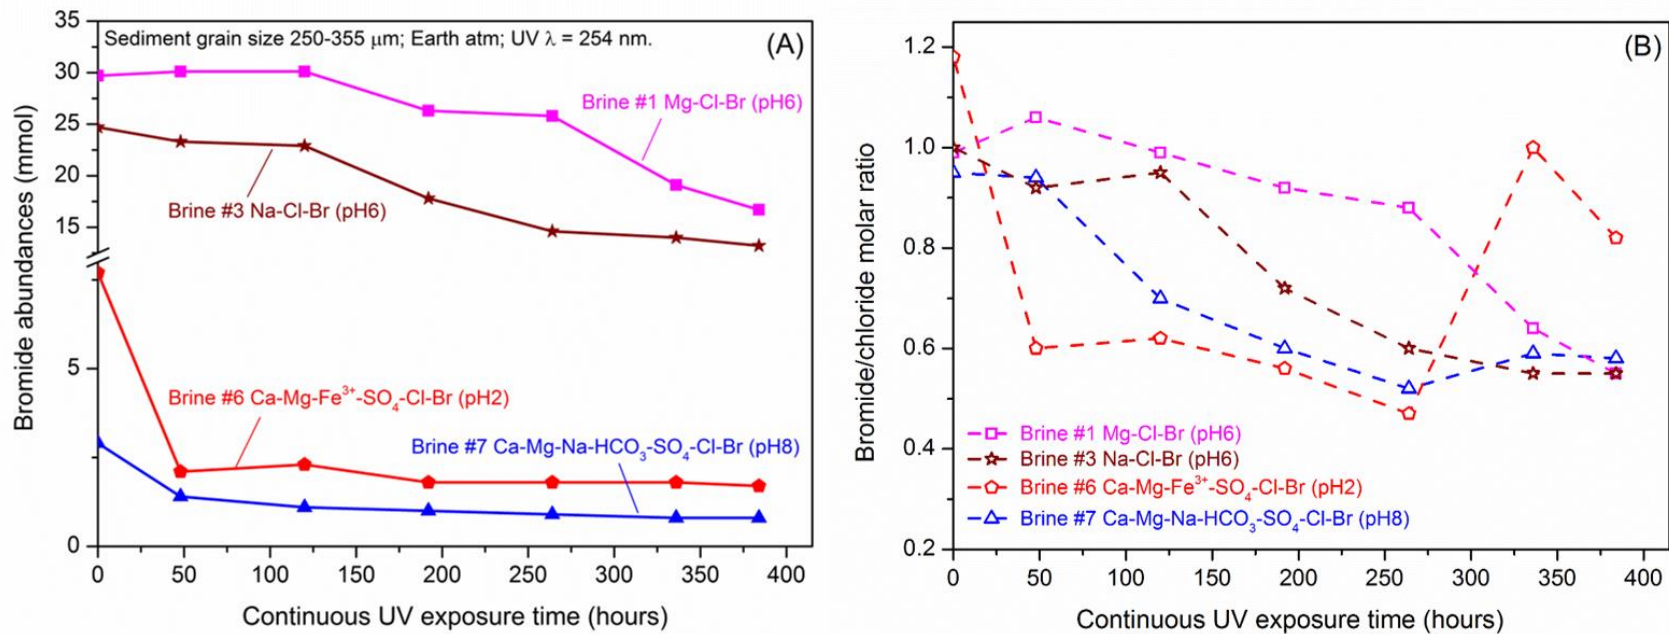 Sediment grain size 250-355 μm; Earth atm; UV λ = 254 nm.
(A)
Bromide abundances (mmol)
35
30
25
20
15
5
0
Brine #1 Mg-Cl-Br (pH6)
Brine #3 Na-Cl-Br (pH6)
Brine #6 Ca-Mg-Fe³⁺-SO₄-Cl-Br (pH2)
Brine #7 Ca-Mg-Na-HCO₃-SO₄-Cl-Br (pH8)
0 50 100 150 200 250 300 350 400
Continuous UV exposure time (hours)
(B)
Bromide/chloride molar ratio
1.2
1.0
0.8
0.6
0.4
0.2
Brine #1 Mg-Cl-Br (pH6)
Brine #3 Na-Cl-Br (pH6)
Brine #6 Ca-Mg-Fe³⁺-SO₄-Cl-Br (pH2)
Brine #7 Ca-Mg-Na-HCO₃-SO₄-Cl-Br (pH8)
0 50 100 150 200 250 300 350 400
Continuous UV exposure time (hours)